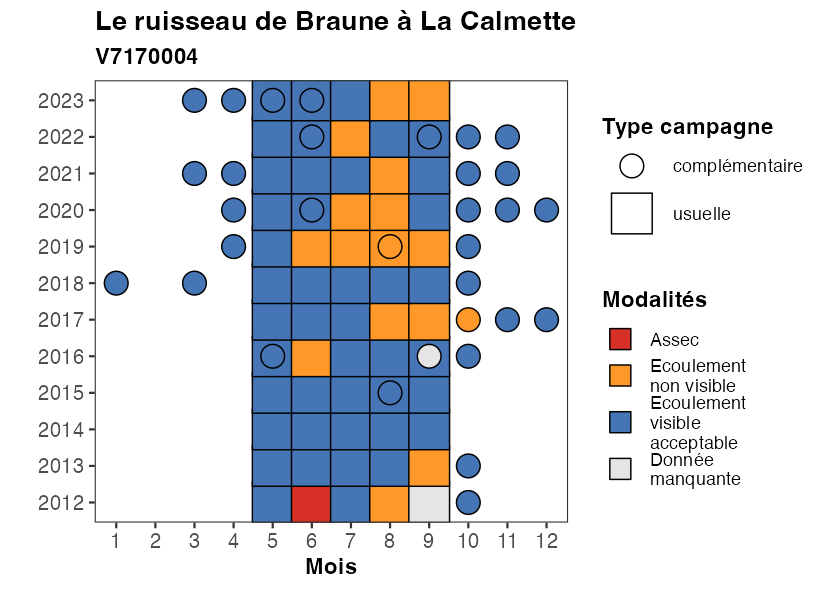 Le ruisseau de Braune à La Calmette
V7170004
2023
2022
2021
2020
2019
2018
2017
2016
2015
2014
2013
2012
1 2 3 4 5 6 7 8 9 10 11 12
Mois
Type campagne
complémentaire
usuelle
Modalités
Assec
Ecoulement
non visible
Ecoulement
visible
acceptable
Donnée
manquante